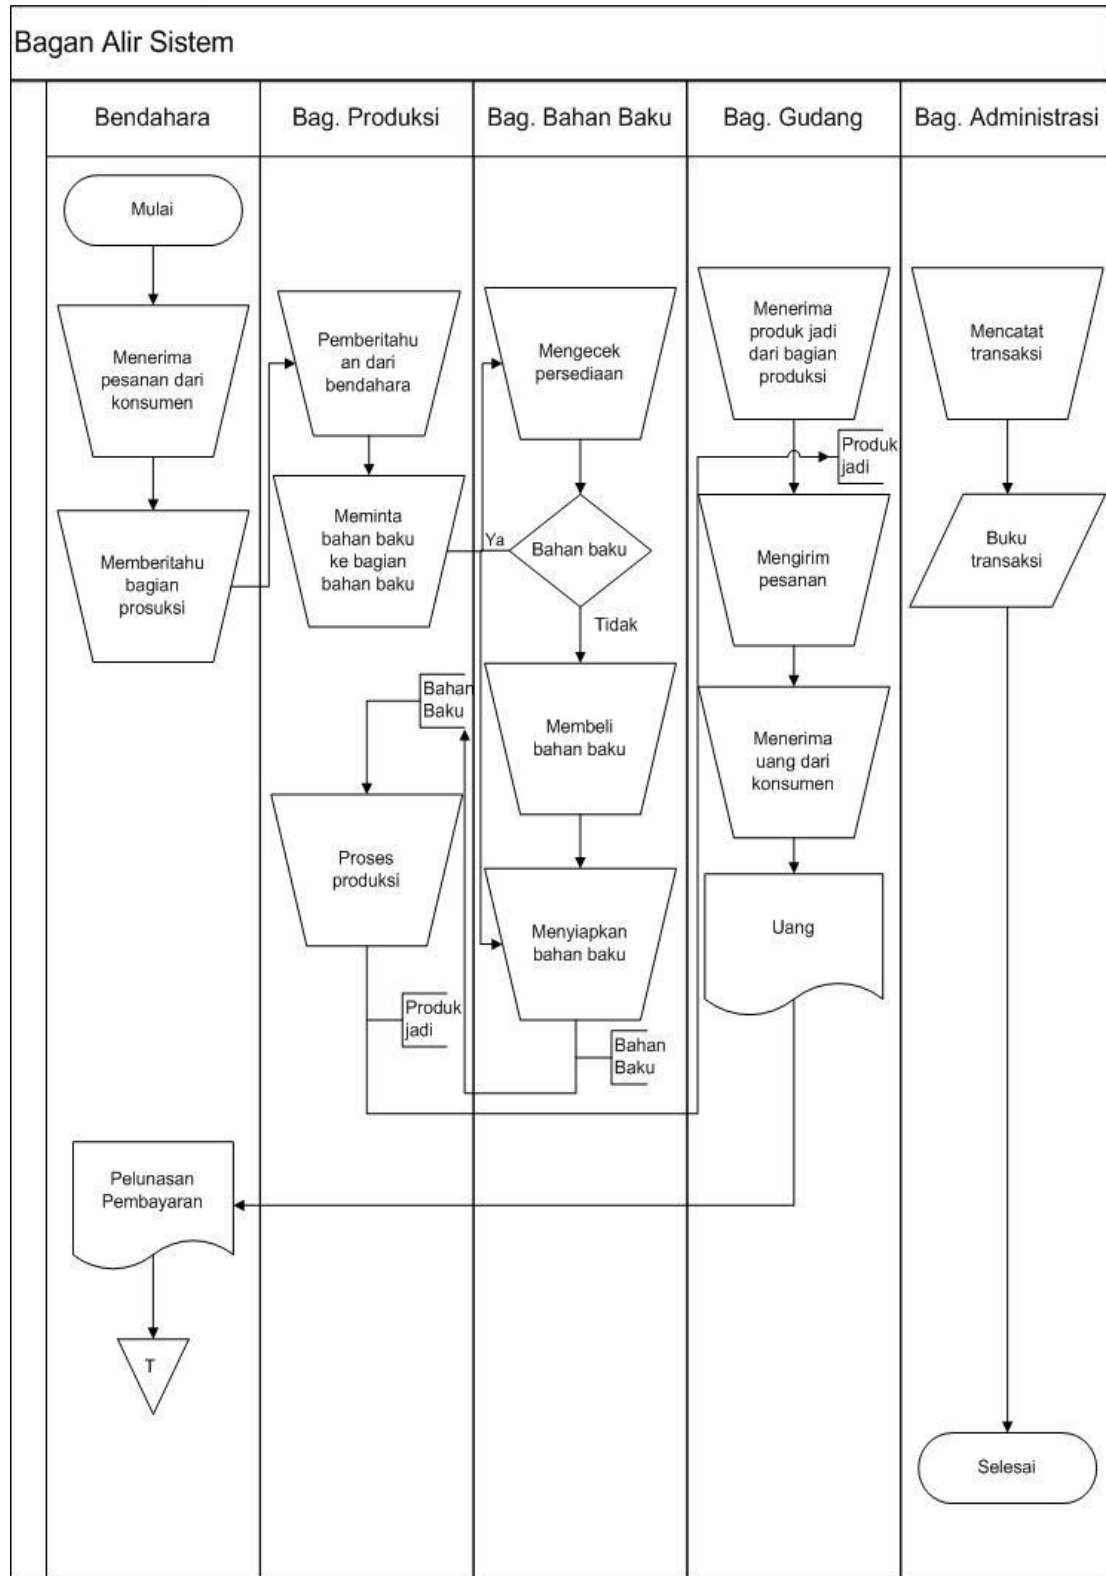 Bagan Alir Sistem
Bendahara
Bag. Produksi
Bag. Bahan Baku
Bag. Gudang
Bag. Administrasi
Mulai
Menerima
pesanan dari
konsumen
Memberitahu
bagian
prosuksi
Pemberitahu
an dari
bendahara
Meminta
bahan baku
ke bagian
bahan baku
Bahan
Baku
Proses
produksi
Produk
jadi
Mengecek
persediaan
Ya
Bahan baku
Tidak
Membeli
bahan baku
Menyiapkan
bahan baku
Bahan
Baku
Menerima
produk jadi
dari bagian
produksi
Produk
jadi
Mengirim
pesanan
Menerima
uang dari
konsumen
Uang
Mencatat
transaksi
Buku
transaksi
Pelunasan
Pembayaran
T
Selesai